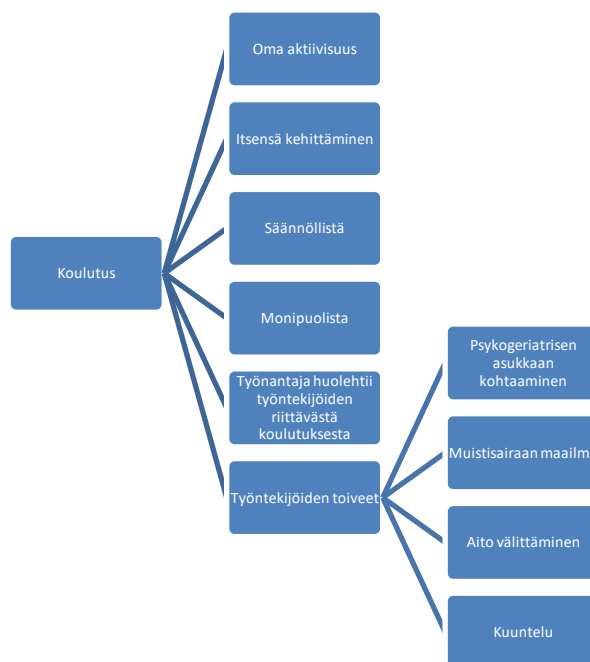 Oma aktiivisuus
Itsensä kehittäminen
Säännöllistä
Koulutus
Monipuolista
Työnantaja huolehtii
työntekijöiden
riittävästä
koulutuksesta
Työntekijöiden toiveet
Psykogeriatrisen
asukkaan
kohtaaminen
Muistisairaan maailm
Aito välittäminen
Kuuntelu